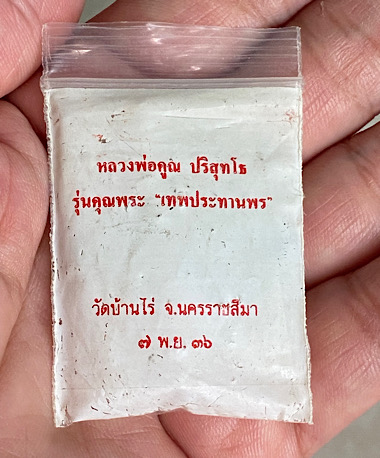 หลวงพ่อคูณ ปริสุทโธ
รุ่นคุณพระ "เทพประทานพร"
วัดบ้านไร่ จ.นครราชสีมา
๗ พ.ย. ๓๖